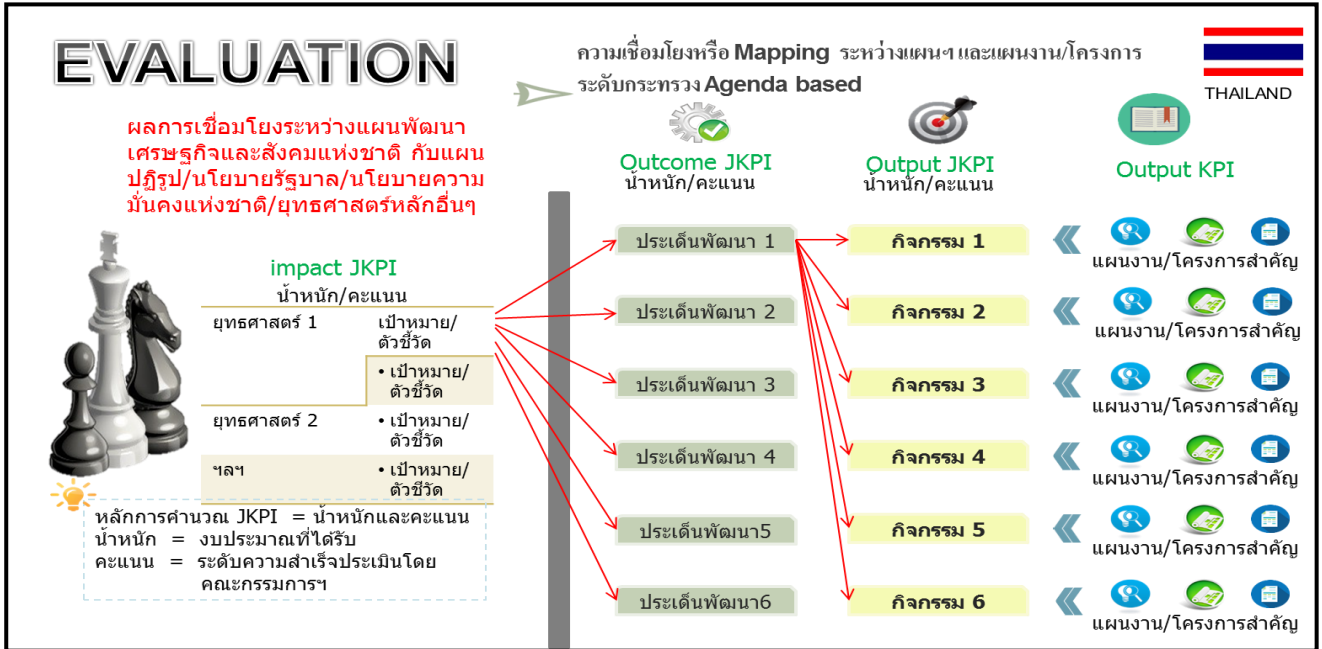 EVALUATION
ความเชื่อมโยงหรือ Mapping ระหว่างแผนฯ และแผนงาน/โครงการ
ระดับกระทรวง Agenda based
THAILAND
ผลการเชื่อมโยงระหว่างแผนพัฒนา
เศรษฐกิจและสังคมแห่งชาติ กับแผน
ปฏิรูป/นโยบายรัฐบาล/นโยบายความ
มั่นคงแห่งชาติ/ยุทธศาสตร์หลักอื่นๆ
impact JKPI
น้ำหนัก/คะแนน
ยุทธศาสตร์ 1
เป้าหมาย/
ตัวชี้วัด
• เป้าหมาย/
ตัวชี้วัด
ยุทธศาสตร์ 2
• เป้าหมาย/
ตัวชี้วัด
ฯลฯ
• เป้าหมาย/
ตัวชี้วัด
หลักการคำนวณ JKPI = น้ำหนักและคะแนน
น้ำหนัก = งบประมาณที่ได้รับ
คะแนน = ระดับความสำเร็จประเมินโดย
คณะกรรมการฯ
Outcome JKPI
น้ำหนัก/คะแนน
Output JKPI
น้ำหนัก/คะแนน
Output KPI
ประเด็นพัฒนา 1
กิจกรรม 1
แผนงาน/โครงการสำคัญ
ประเด็นพัฒนา 2
กิจกรรม 2
แผนงาน/โครงการสำคัญ
ประเด็นพัฒนา 3
กิจกรรม 3
แผนงาน/โครงการสำคัญ
ประเด็นพัฒนา 4
กิจกรรม 4
แผนงาน/โครงการสำคัญ
ประเด็นพัฒนา5
กิจกรรม 5
แผนงาน/โครงการสำคัญ
ประเด็นพัฒนา6
กิจกรรม 6
แผนงาน/โครงการสำคัญ